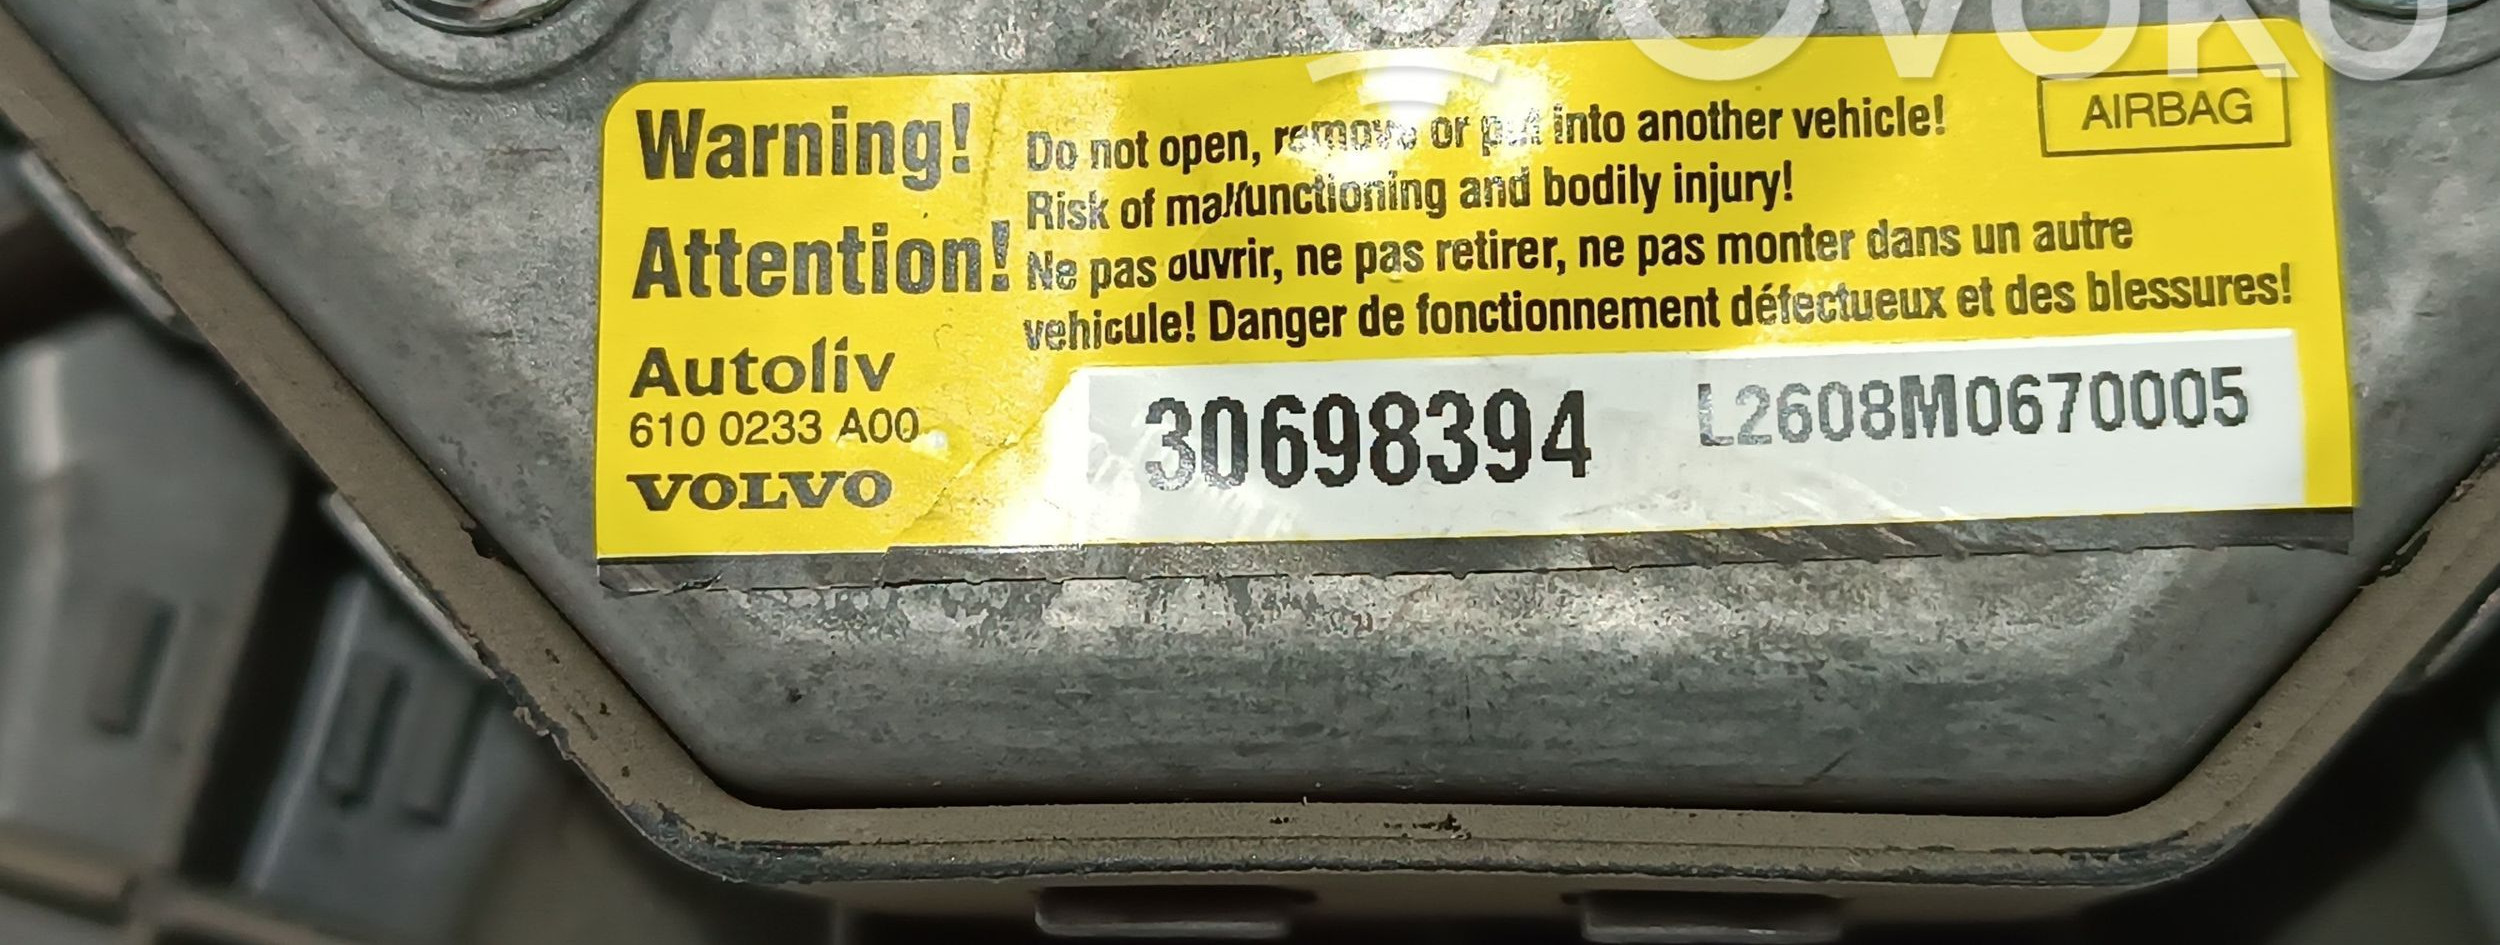 OVOKO
Warning!
Do not open, remove or put into another vehicle!
AIRBAG
Risk of malfunctioning and bodily injury!
Attention!
Ne pas ouvrir, ne pas retirer, ne pas monter dans un autre
vehicule! Danger de fonctionnement défectueux et des blessures!
Autoliv
610 0233 A00
VOLVO
30698394
L2608M0670005